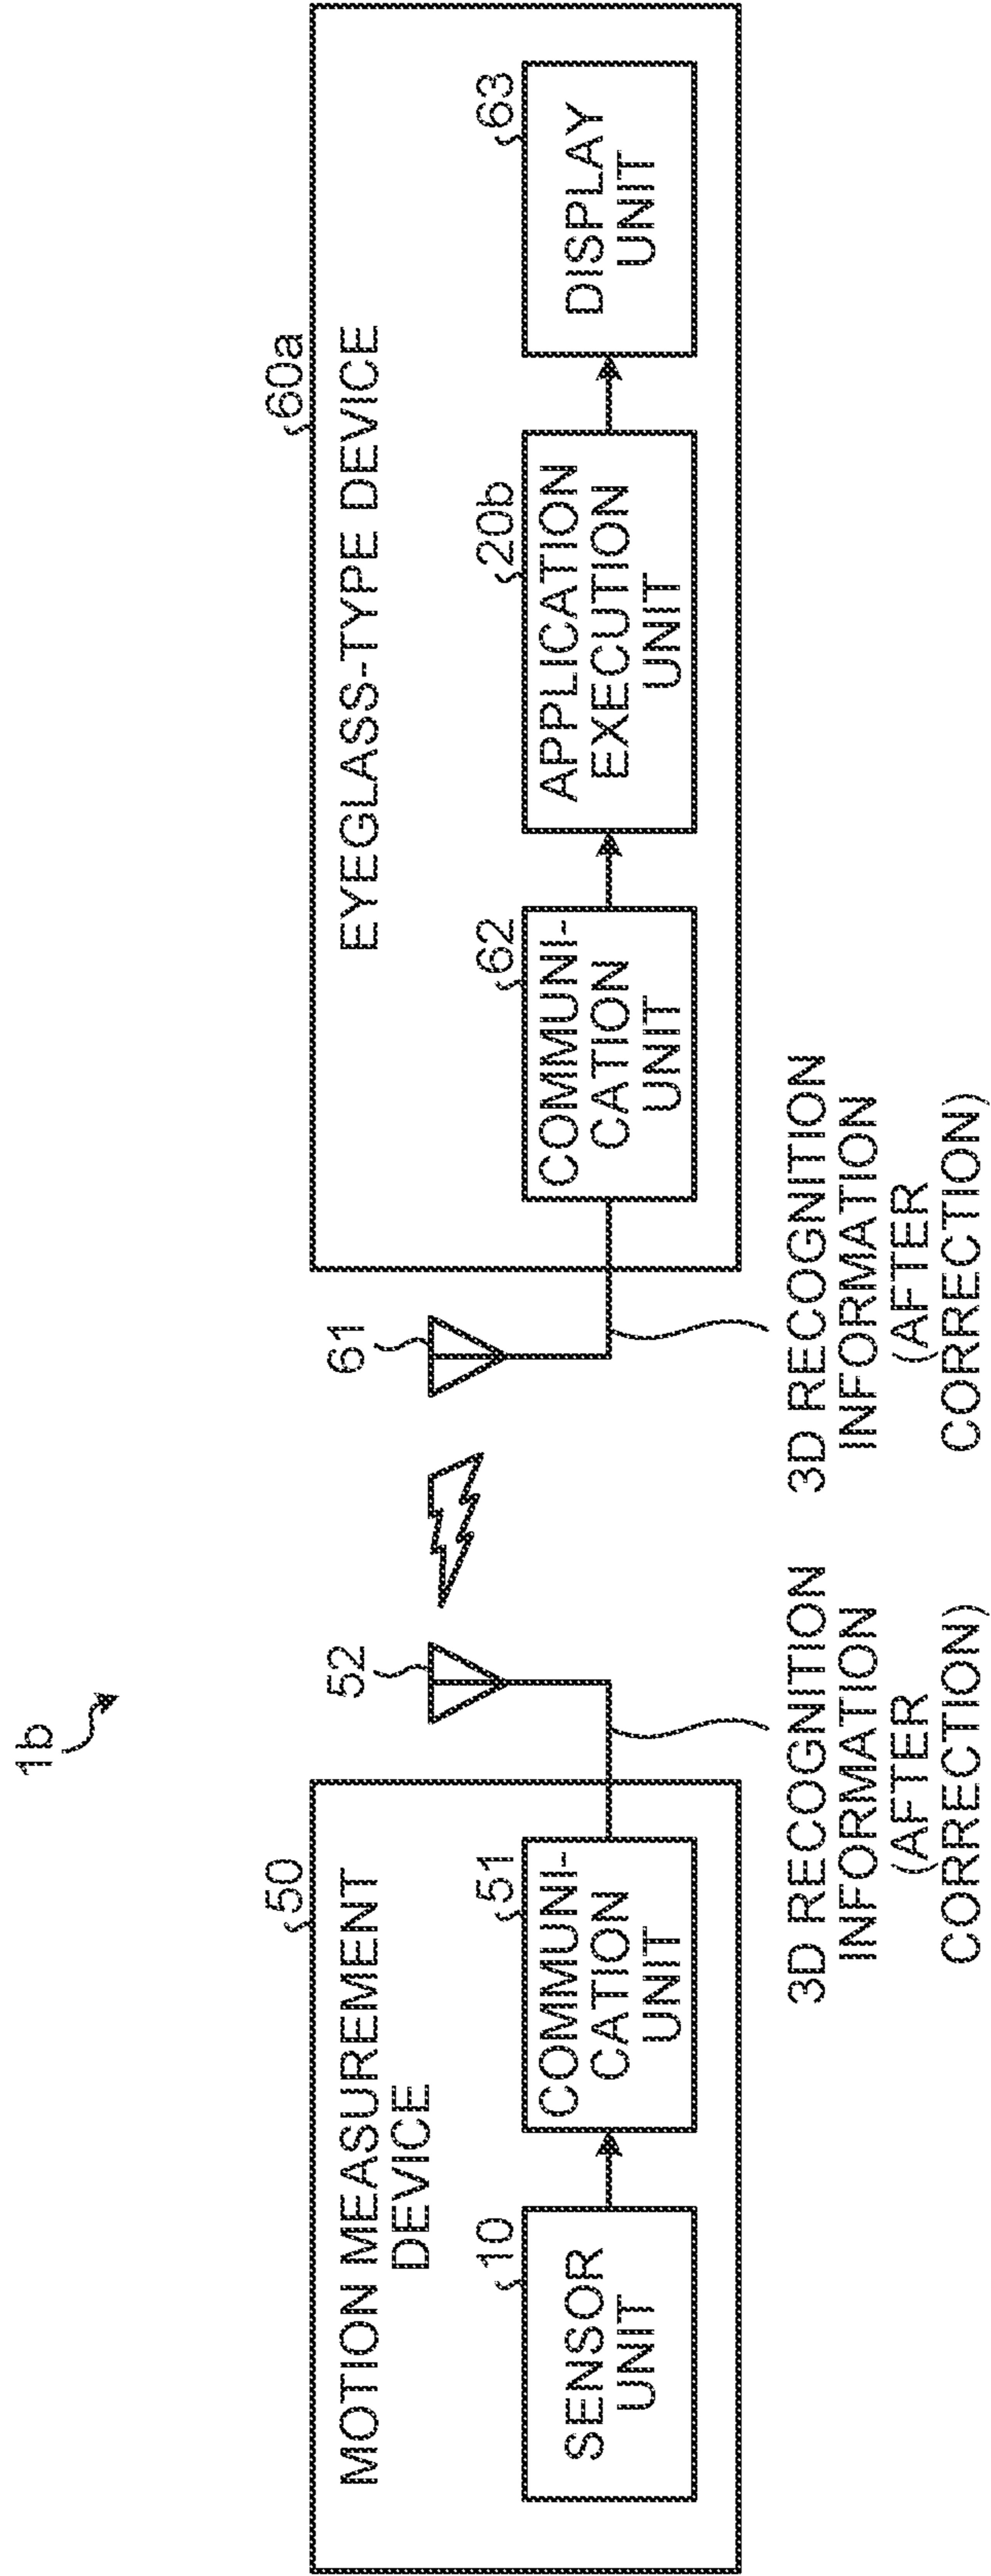 1b
50
MOTION MEASUREMENT
DEVICE
10
SENSOR
UNIT
51
COMMUNI-
CATION
UNIT
52
3D RECOGNITION
INFORMATION
(AFTER
CORRECTION)
61
3D RECOGNITION
INFORMATION
(AFTER
CORRECTION)
60a
EYEGLASS-TYPE DEVICE
62
COMMUNI-
CATION
UNIT
20b
APPLICATION
EXECUTION
UNIT
63
DISPLAY
UNIT